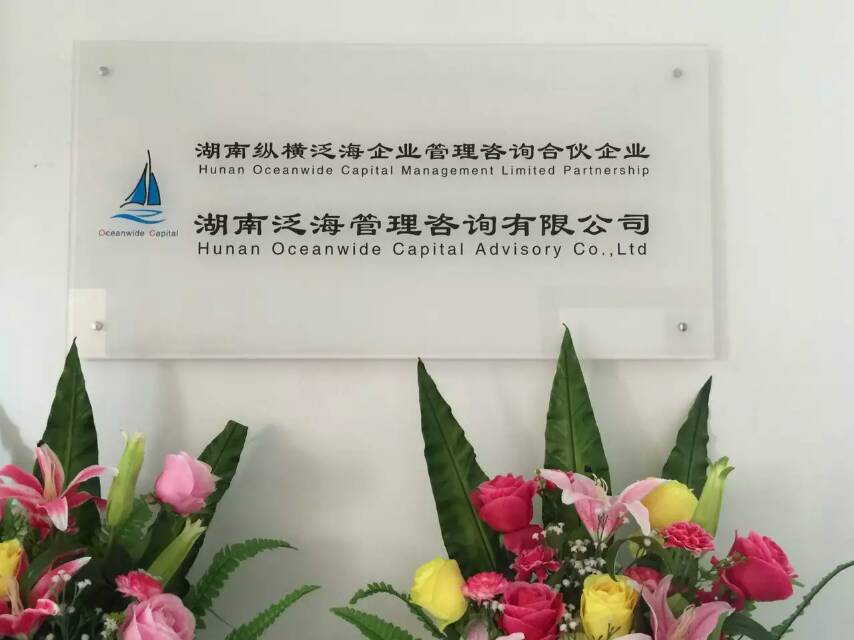 湖南纵横泛海企业管理咨询合伙企业
Hunan Oceanwide Capital Management Limited Partnership
Oceanwide Capital
湖南泛海管理咨询有限公司
Hunan Oceanwide Capital Advisory Co.,Ltd